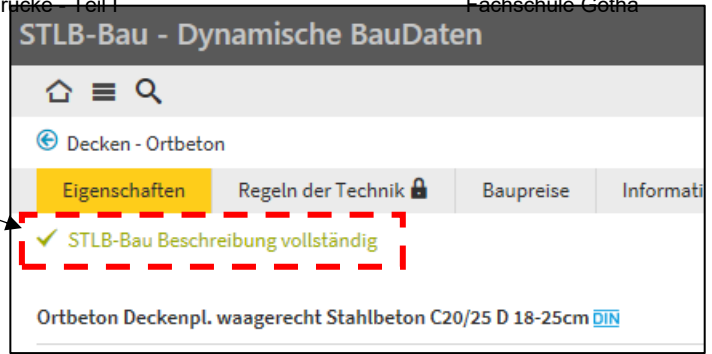 Teil I
Fachschule Gotha
STLB-Bau - Dynamische BauDaten
Decken - Ortbeton
Eigenschaften Regeln der Technik Baupreise
STLB-Bau Beschreibung vollständig
Ortbeton Deckenpl. waagerecht Stahlbeton C20/25 D 18-25cm DIN